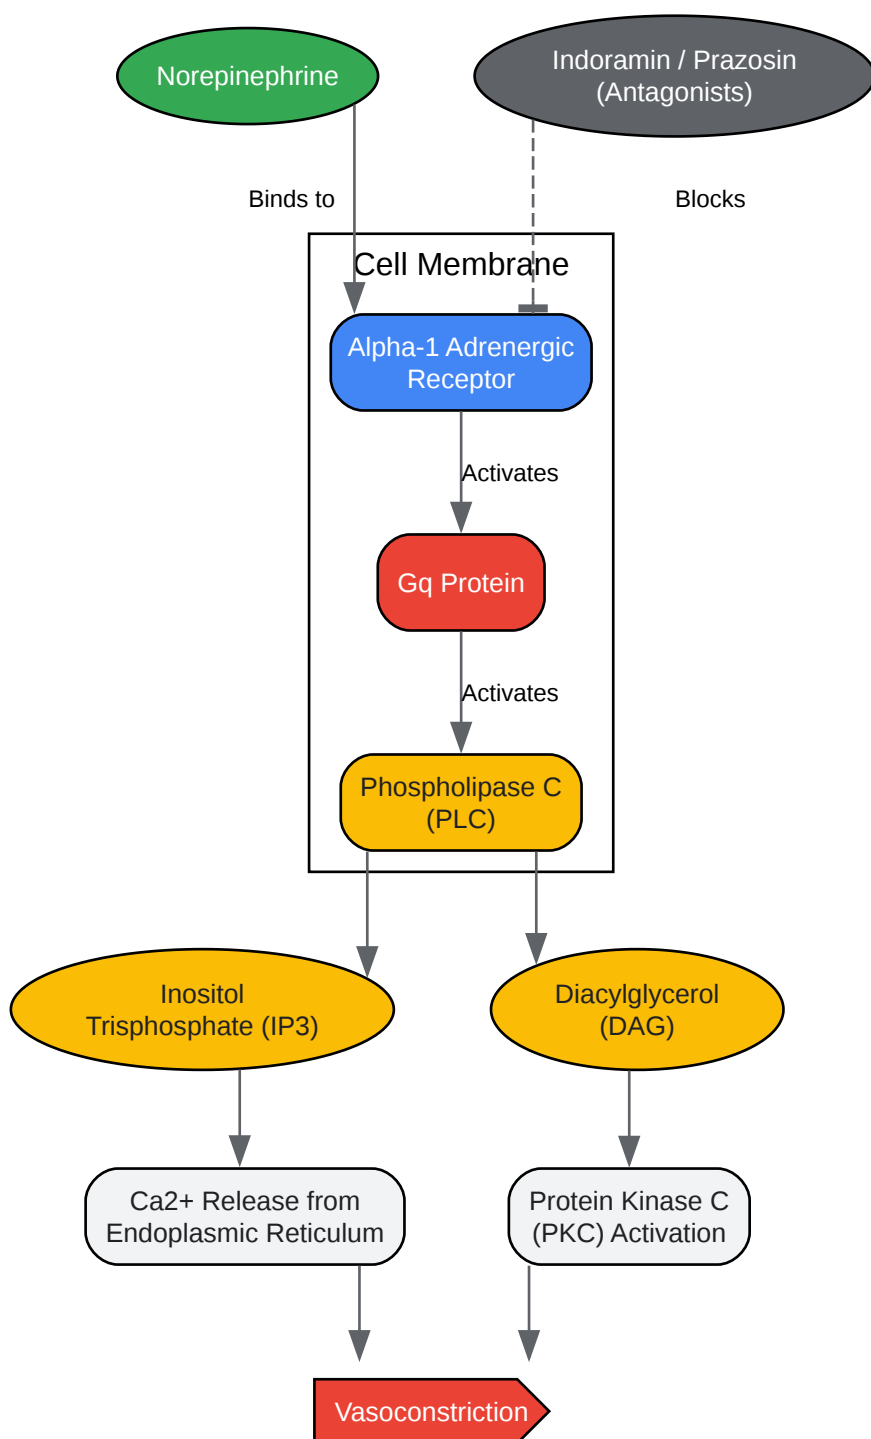 Norepinephrine
Indoramin / Prazosin
(Antagonists)
Binds to
Blocks
Cell Membrane
Alpha-1 Adrenergic
Receptor
Activates
Gq Protein
Activates
Phospholipase C
(PLC)
Inositol
Trisphosphate (IP3)
Diacylglycerol
(DAG)
Ca2+ Release from
Endoplasmic Reticulum
Protein Kinase C
(PKC) Activation
Vasoconstriction